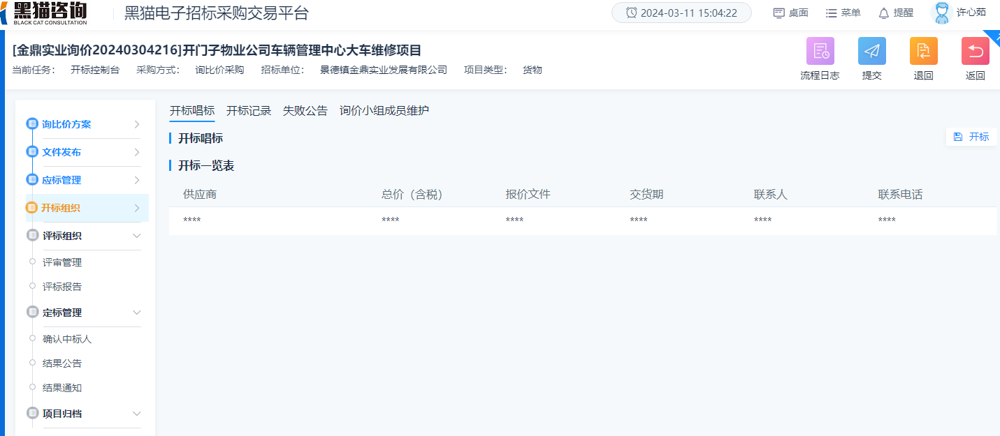 黑猫咨询
BLACK CAT CONSULTATION
黑猫电子招标采购交易平台
2024-03-11 15:04:22
桌面
菜单
提醒
许心茹
[金鼎实业询价20240304216]开门子物业公司车辆管理中心大车维修项目
当前任务： 开标控制台 采购方式： 询比价采购 招标单位： 景德镇金鼎实业发展有限公司 项目类型： 货物
流程日志
提交
退回
返回
询比价方案
文件发布
应标管理
开标组织
评标组织
评审管理
评标报告
定标管理
确认中标人
结果公告
结果通知
项目归档
开标唱标 开标记录 失败公告 询价小组成员维护
开标唱标
开标
开标一览表
供应商 总价（含税） 报价文件 交货期 联系人 联系电话
**** **** **** **** **** ****